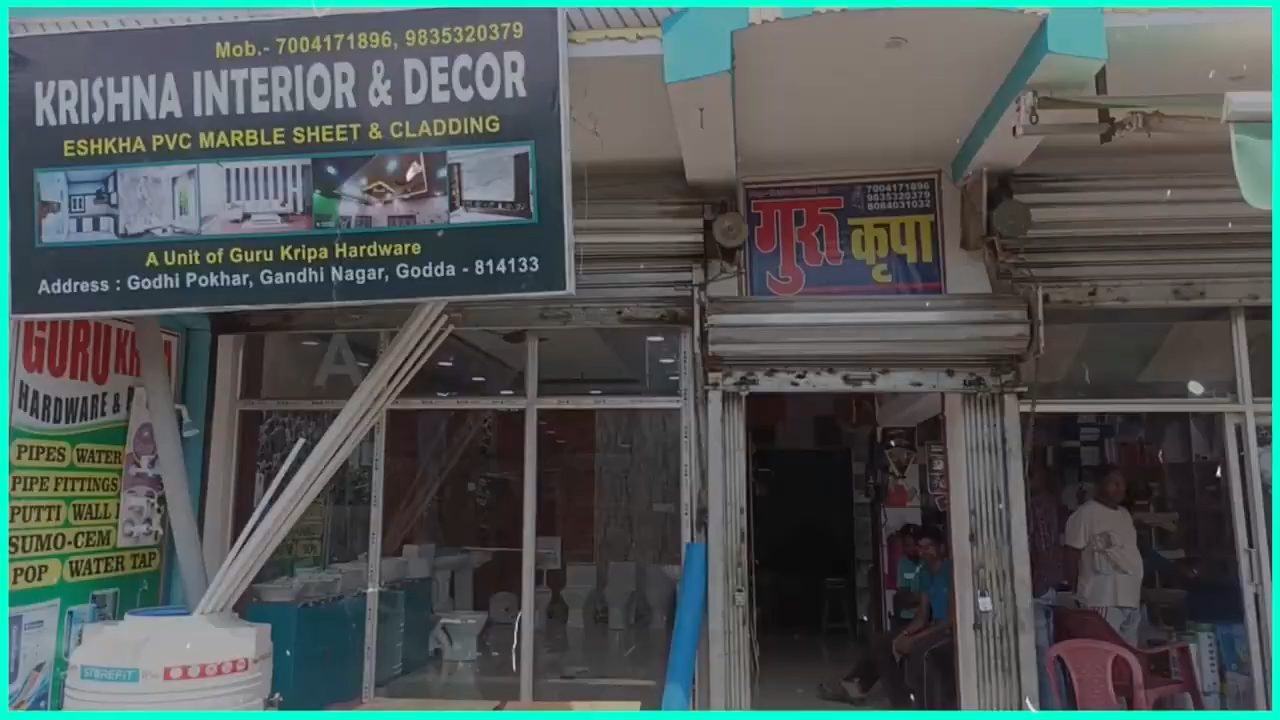 Mob.- 7004171896, 9835320379
KRISHNA INTERIOR & DECOR
ESHKHA PVC MARBLE SHEET & CLADDING
A Unit of Guru Kripa Hardware
Address : Godhi Pokhar, Gandhi Nagar, Godda - 814133
7004171896
9835320379
8084031032
गुरू कृपा
GURU
HARDWARE &
PIPES WATER
PIPE FITTINGS
PUTTI WALL
SUMO-CEM
POP WATER TAP
A